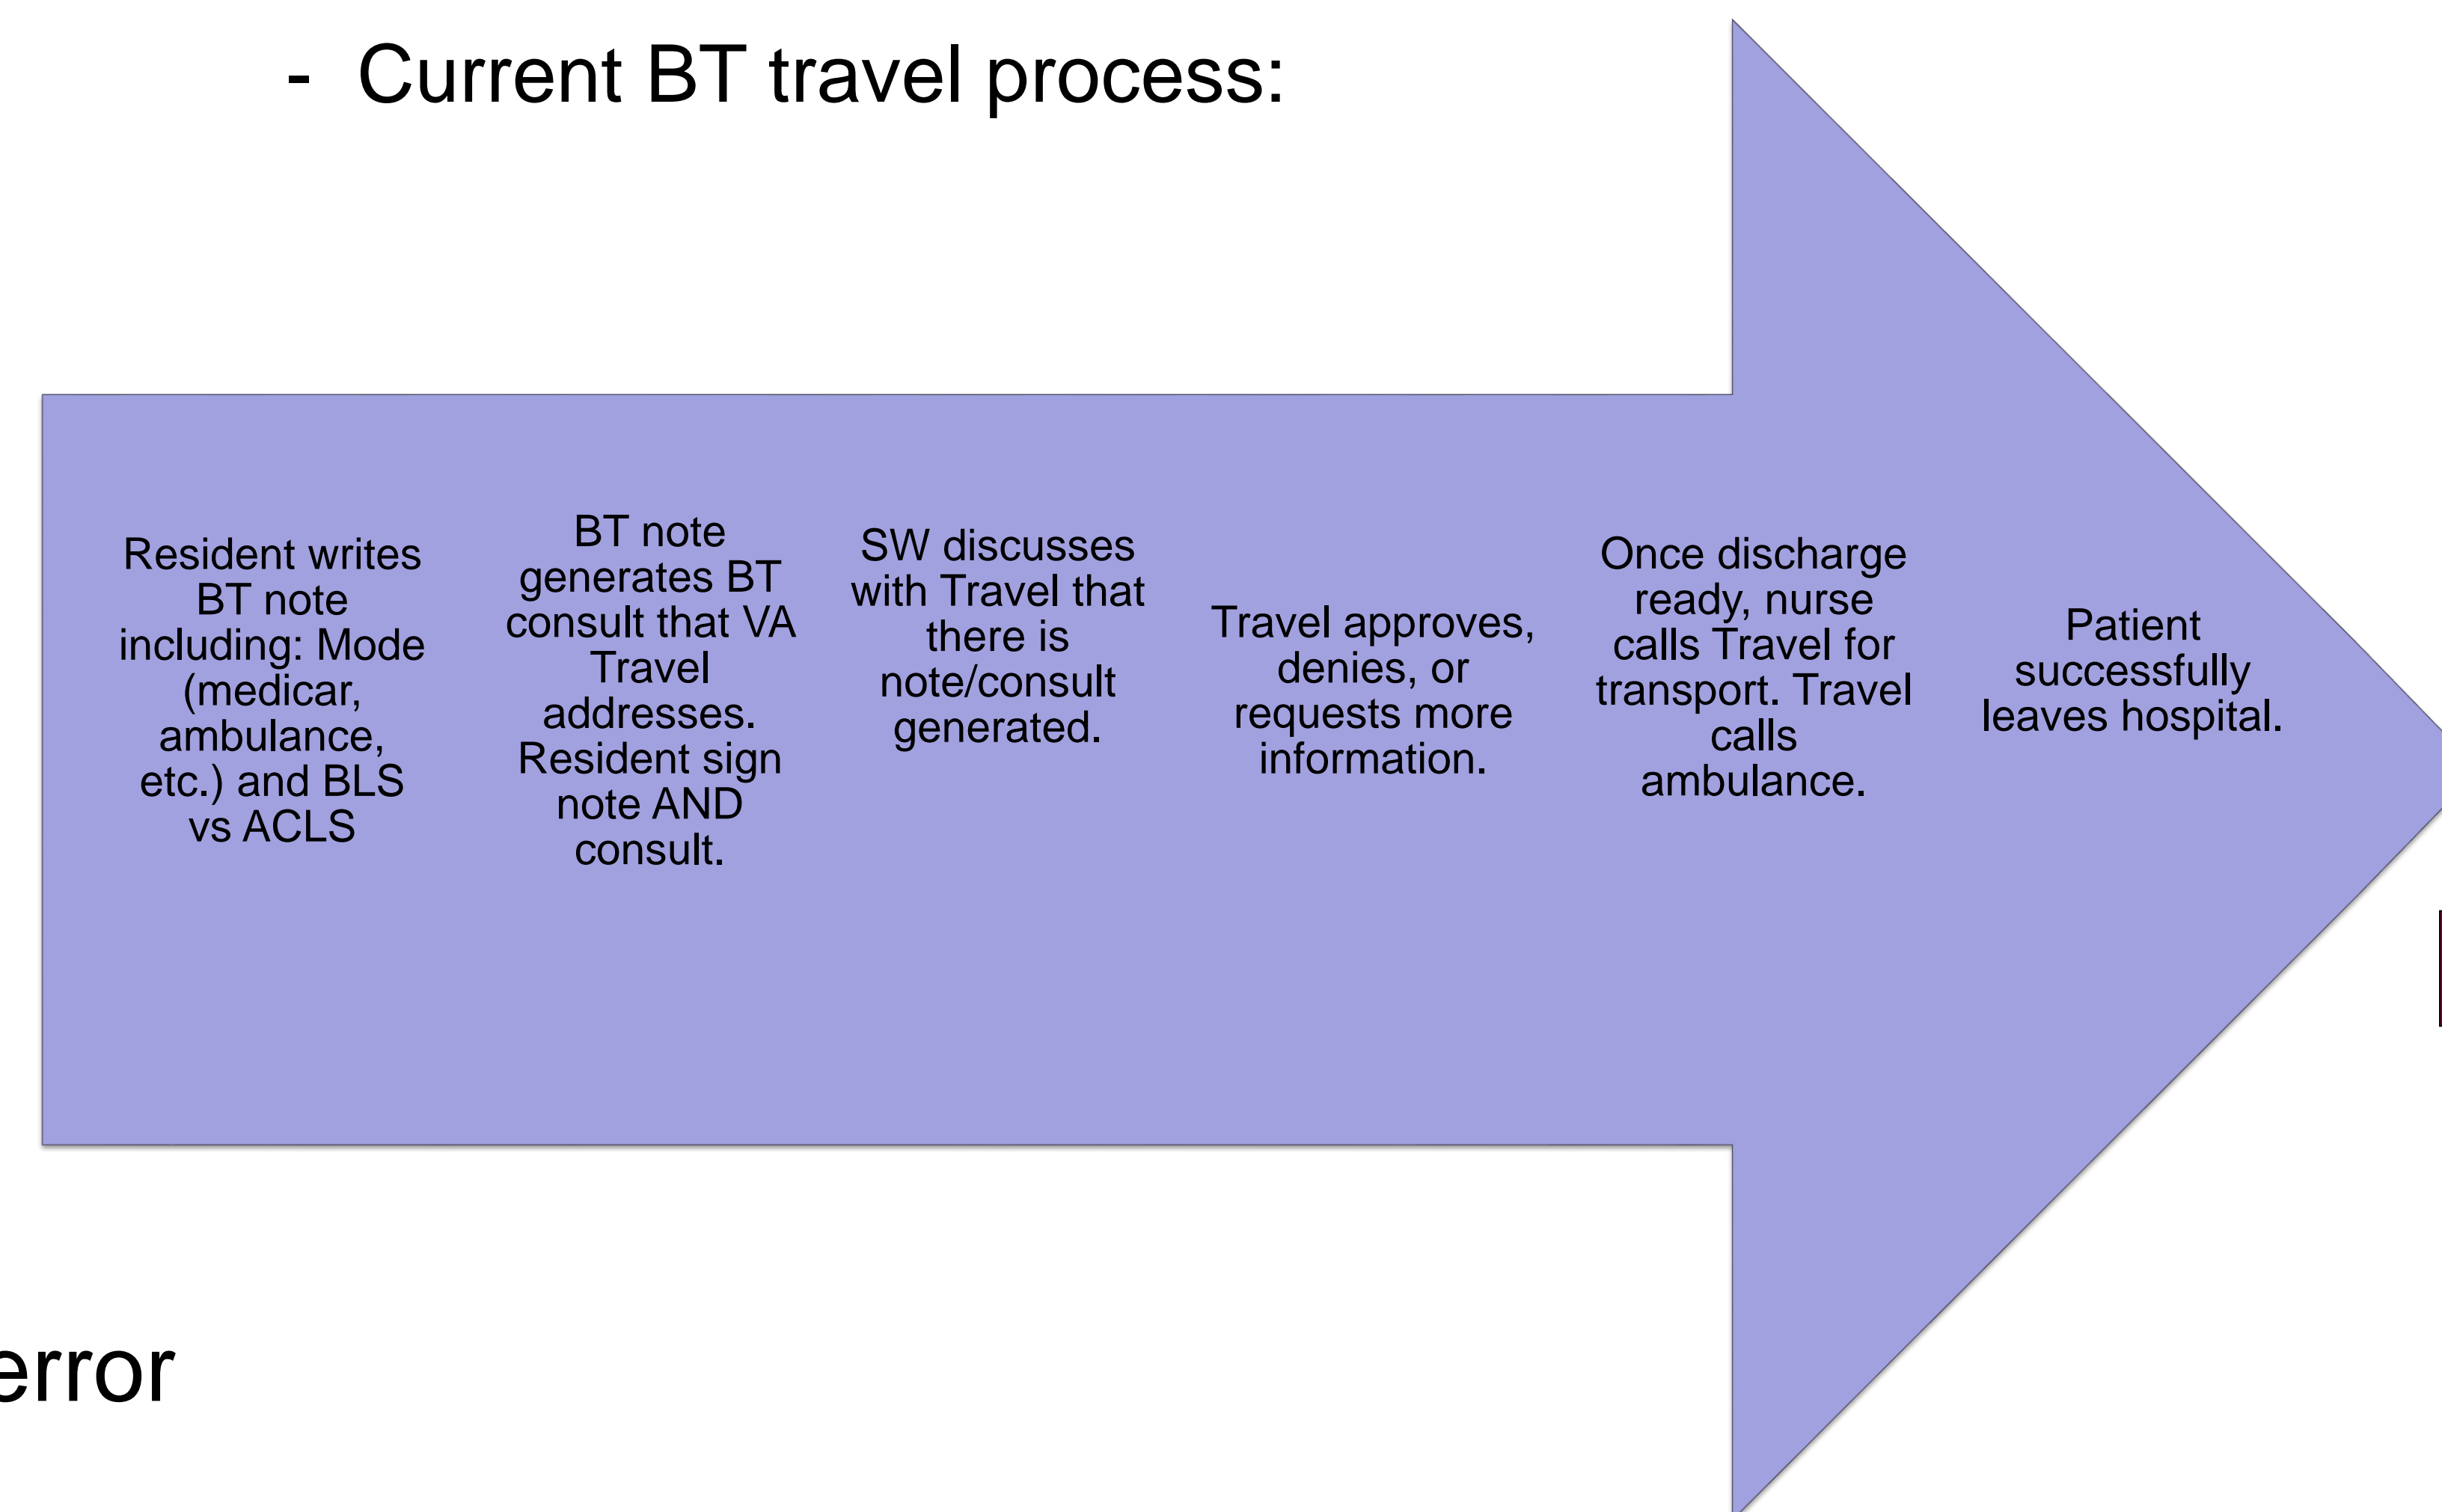 - Current BT travel process:
Resident writes
BT note
including: Mode
(medicar,
ambulance,
etc.) and BLS
vs ACLS
BT note
generates BT
consult that VA
Travel
addresses.
Resident sign
note AND
consult.
SW discusses
with Travel that
there is
note/consult
generated.
Travel approves,
denies, or
requests more
information.
Once discharge
ready, nurse
calls Travel for
transport. Travel
calls
ambulance.
Patient
successfully
leaves hospital.
error